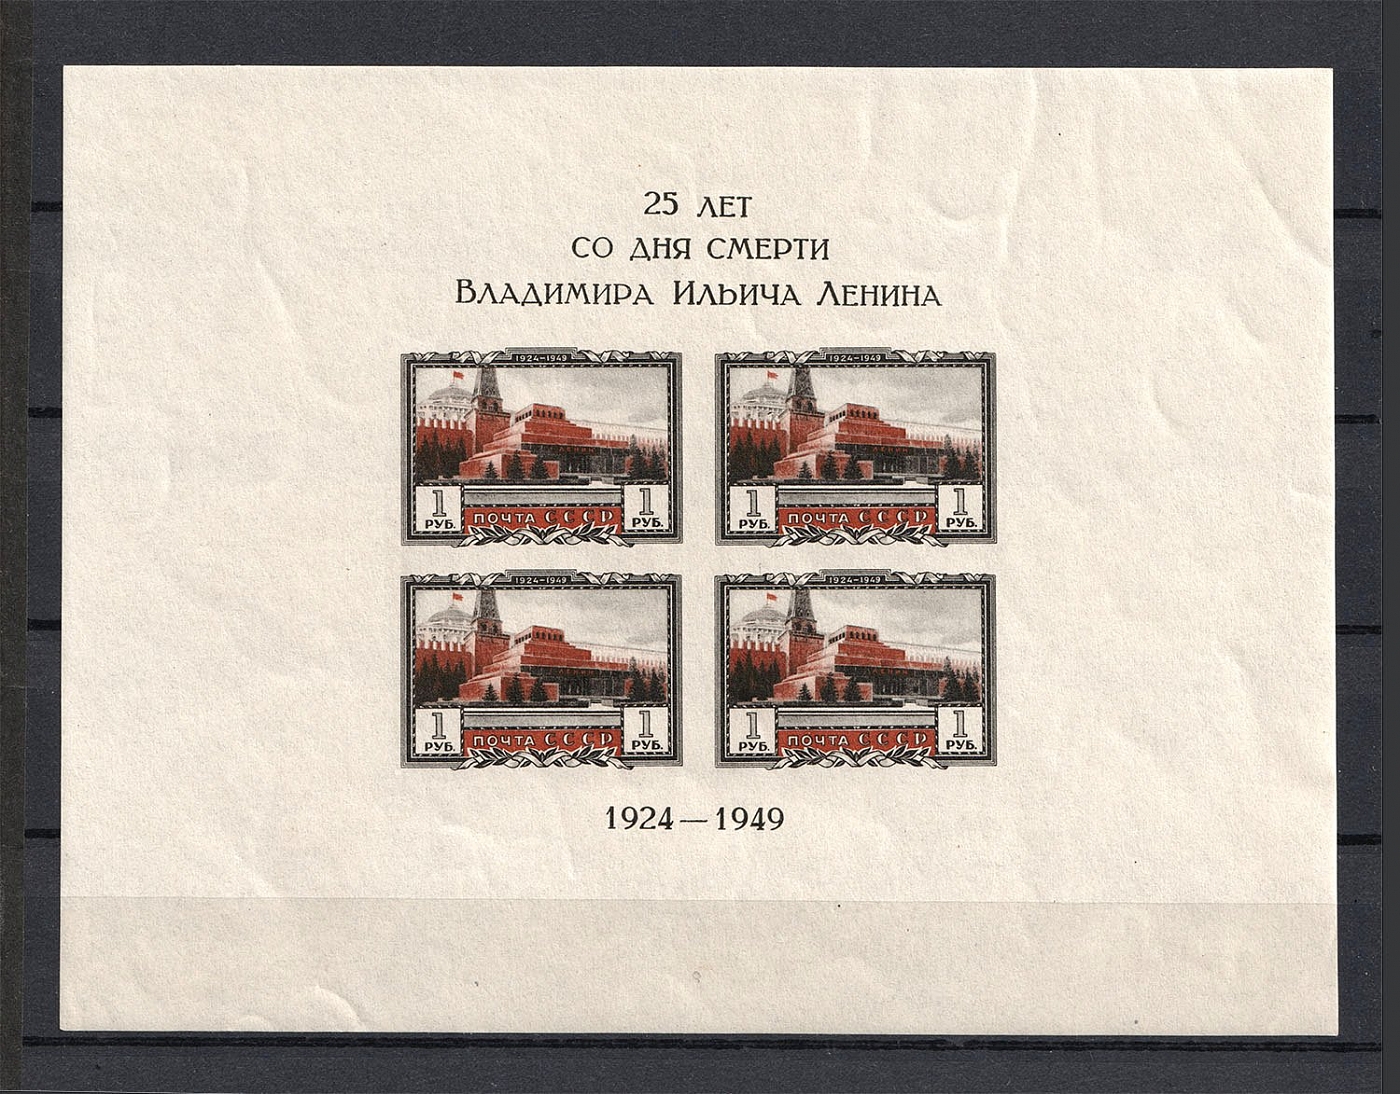 25 ЛЕТ
СО ДНЯ СМЕРТИ
ВЛАДИМИРА ИЛЬИЧА ЛЕНИНА
1924-1949
1 РУБ.
ПОЧТА СССР
1 РУБ.
1924-1949
1 РУБ.
ПОЧТА СССР
1 РУБ.
1924-1949
1 РУБ.
ПОЧТА СССР
1 РУБ.
1924-1949
1 РУБ.
ПОЧТА СССР
1 РУБ.
1924—1949